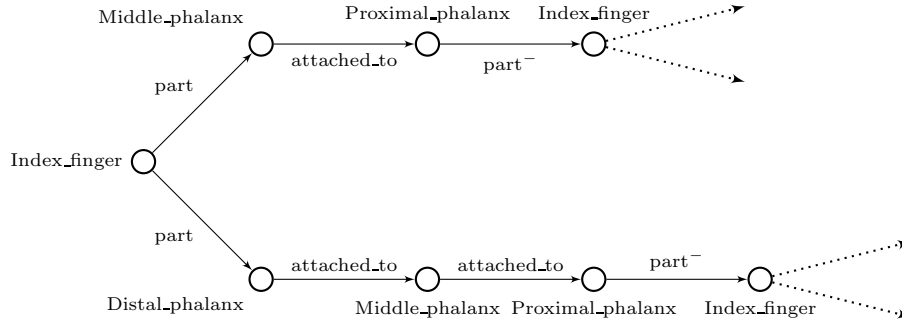 Middle_phalanx
Proximal_phalanx
Index_finger
attached_to
part⁻
part
Index_finger
part
attached_to
attached_to
part⁻
Distal_phalanx
Middle_phalanx
Proximal_phalanx
Index_finger